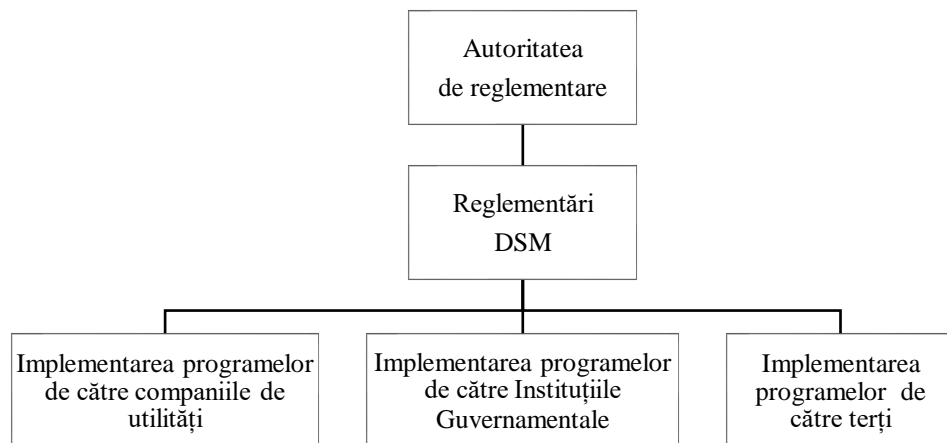 Autoritatea
de reglementare
Reglementări
DSM
Implementarea programelor
de către companiile de
utilități
Implementarea programelor
de către Instituțiile
Guvernamentale
Implementarea
programelor de
către terți